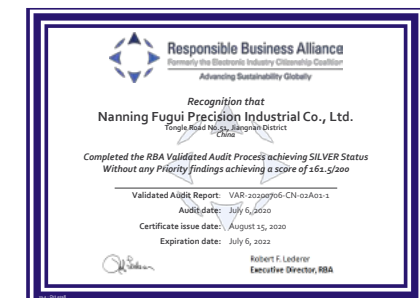 Responsible Business Alliance
Formerly the Electronic Industry Citizenship Coalition
Advancing Sustainability Globally
Recognition that
Nanning Fugui Precision Industrial Co., Ltd.
Tongle Road No.51, Jiangnan District
China
Completed the RBA Validated Audit Process achieving SILVER Status
Without any Priority findings achieving a score of 161.5/200
Validated Audit Report: VAR-20200706-CN-02A01-1
Audit date: July 6, 2020
Certificate issue date: August 15, 2020
Expiration date: July 6, 2022
Robert F. Lederer
Executive Director, RBA